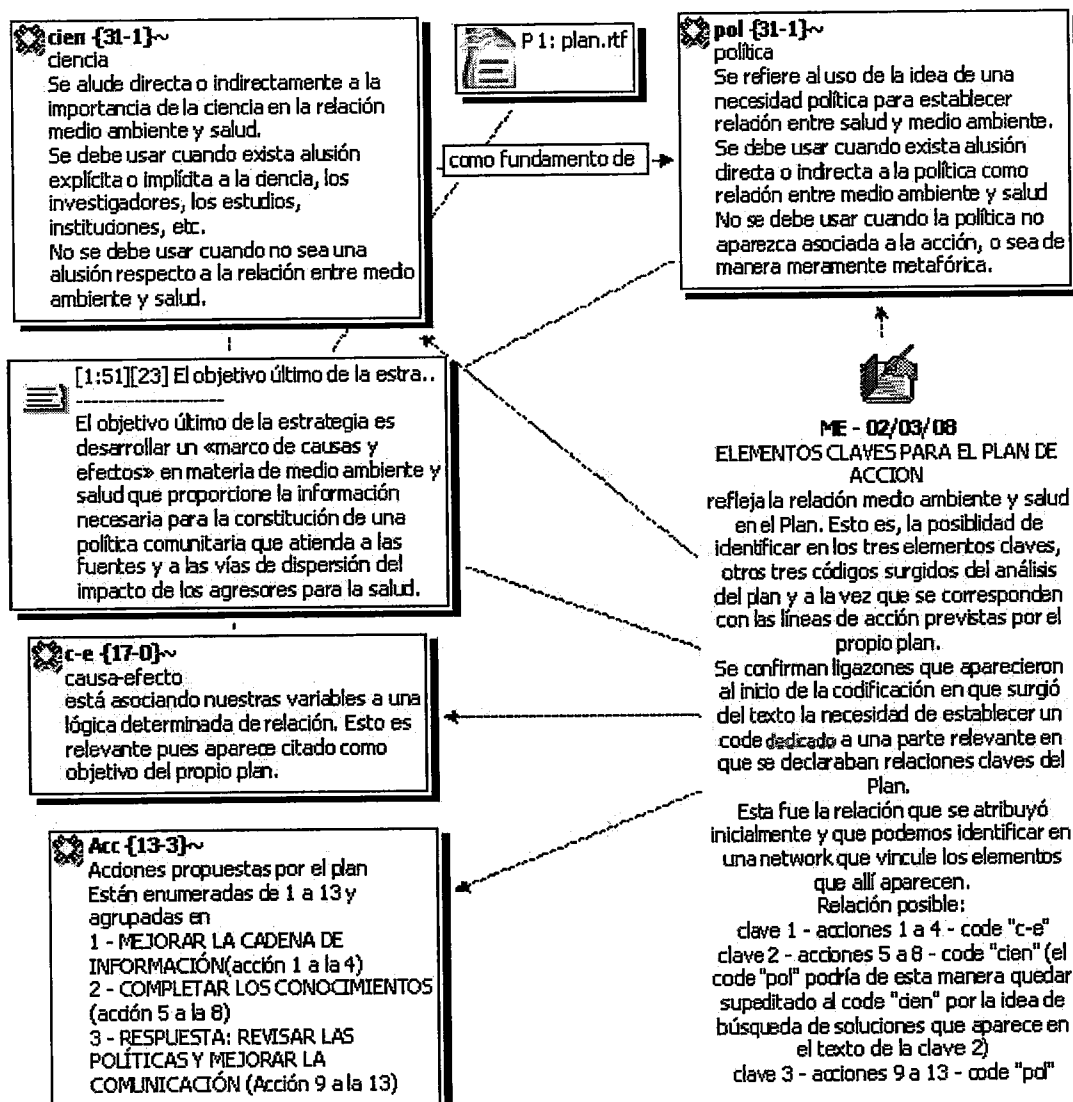 cien {31-1}~
ciencia
Se alude directa o indirectamente a la
importancia de la ciencia en la relación
medio ambiente y salud.
Se debe usar cuando exista alusión
explícita o implícita a la ciencia, los
investigadores, los estudios,
instituciones, etc.
No se debe usar cuando no sea una
alusión respecto a la relación entre medio
ambiente y salud.
P 1: plan.rtf
como fundamento de
pol {31-1}~
política
Se refiere al uso de la idea de una
necesidad política para establecer
relación entre salud y medio ambiente.
Se debe usar cuando exista alusión
directa o indirecta a la política como
relación entre medio ambiente y salud
No se debe usar cuando la política no
aparezca asociada a la acción, o sea de
manera meramente metafórica.
[1:51][23] El objetivo último de la estra..
--------------------
El objetivo último de la estrategia es
desarrollar un «marco de causas y
efectos» en materia de medio ambiente y
salud que proporcione la información
necesaria para la constitución de una
política comunitaria que atienda a las
fuentes y a las vías de dispersión del
impacto de los agresores para la salud.
c-e {17-0}~
causa-efecto
está asociando nuestras variables a una
lógica determinada de relación. Esto es
relevante pues aparece citado como
objetivo del propio plan.
Acc {13-3}~
Acciones propuestas por el plan
Están enumeradas de 1 a 13 y
agrupadas en
1 - MEJORAR LA CADENA DE
INFORMACIÓN(acción 1 a la 4)
2 - COMPLETAR LOS CONOCIMIENTOS
(acción 5 a la 8)
3 - RESPUESTA: REVISAR LAS
POLÍTICAS Y MEJORAR LA
COMUNICACIÓN (Acción 9 a la 13)
ME - 02/03/08
ELEMENTOS CLAVES PARA EL PLAN DE
ACCION
refleja la relación medio ambiente y salud
en el Plan. Esto es, la posiblidad de
identificar en los tres elementos claves,
otros tres códigos surgidos del análisis
del plan y a la vez que se corresponden
con las líneas de acción previstas por el
propio plan.
Se confirman ligazones que aparecieron
al inicio de la codificación en que surgió
del texto la necesidad de establecer un
code dedicado a una parte relevante en
que se declaraban relaciones claves del
Plan.
Esta fue la relación que se atribuyó
inicialmente y que podemos identificar en
una network que vincule los elementos
que allí aparecen.
Relación posible:
clave 1 - acciones 1 a 4 - code "c-e"
clave 2 - acciones 5 a 8 - code "cien" (el
code "pol" podría de esta manera quedar
supeditado al code "cien" por la idea de
búsqueda de soluciones que aparece en
el texto de la clave 2)
clave 3 - acciones 9 a 13 - code "pol"